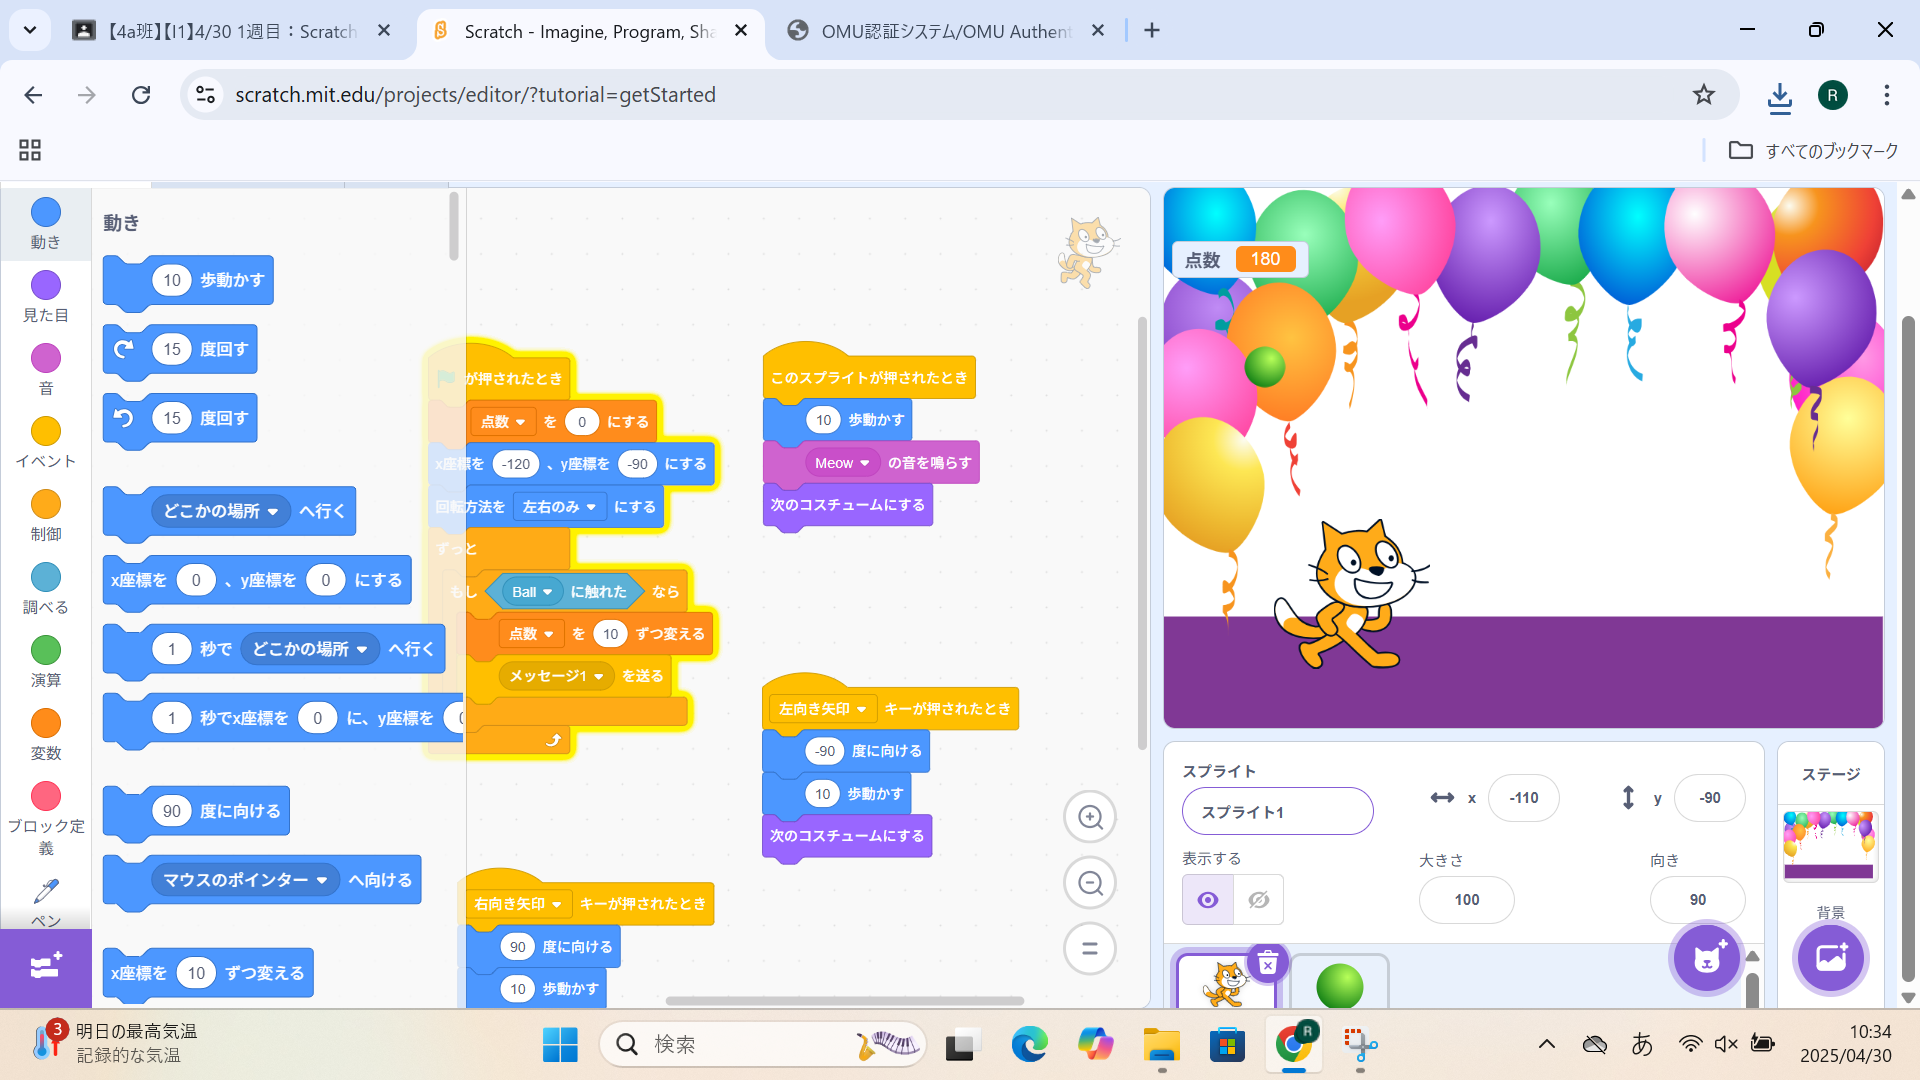 【4a班】【I1】4/30 1週目：Scratch
Scratch - Imagine, Program, Sha
OMU認証システム/OMU Authent
scratch.mit.edu/projects/editor/?tutorial=getStarted
R
すべてのブックマーク
動き
見た目
音
イベント
制御
調べる
演算
変数
ブロック定
義
ペン
動き
10 歩動かす
15 度回す
15 度回す
どこかの場所 へ行く
x座標を 0 、y座標を 0 にする
1 秒で どこかの場所 へ行く
1 秒でx座標を 0 に、y座標を 0
90 度に向ける
マウスのポインター へ向ける
x座標を 10 ずつ変える
が押されたとき
点数 を 0 にする
x座標を -120 、y座標を -90 にする
回転方法を 左右のみ にする
ずっと
もし Ball に触れた なら
点数 を 10 ずつ変える
メッセージ1 を送る
右向き矢印 キーが押されたとき
90 度に向ける
10 歩動かす
このスプライトが押されたとき
10 歩動かす
Meow の音を鳴らす
次のコスチュームにする
左向き矢印 キーが押されたとき
-90 度に向ける
10 歩動かす
次のコスチュームにする
点数 180
スプライト
スプライト1
x -110
y -90
表示する
大きさ
100
向き
90
ステージ
背景
3
明日の最高気温
記録的な気温
検索
R
あ
10:34
2025/04/30